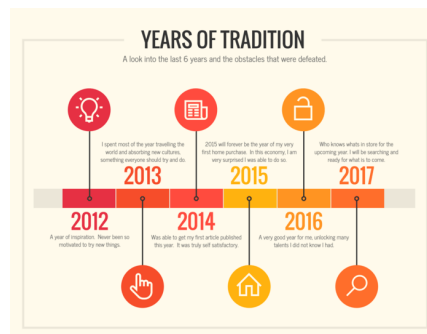 YEARS OF TRADITION
A look into the last 6 years and the obstacles that were defeated.
I spent most of the year travelling the
world and absorbing new cultures,
something everyone should try and do.
2013
2015 will forever be the year of my very
first home purchase. In this economy, I am
very surprised I was able to do so.
2015
Who knows whats in store for the
upcoming year. I will be searching and
ready for what is to come.
2017
2012
A year of inspiration. Never been so
motivated to try new things.
2014
Was able to get my first article published
this year. It was truly self satisfactory.
2016
A very good year for me, unlocking many
talents I did not know I had.